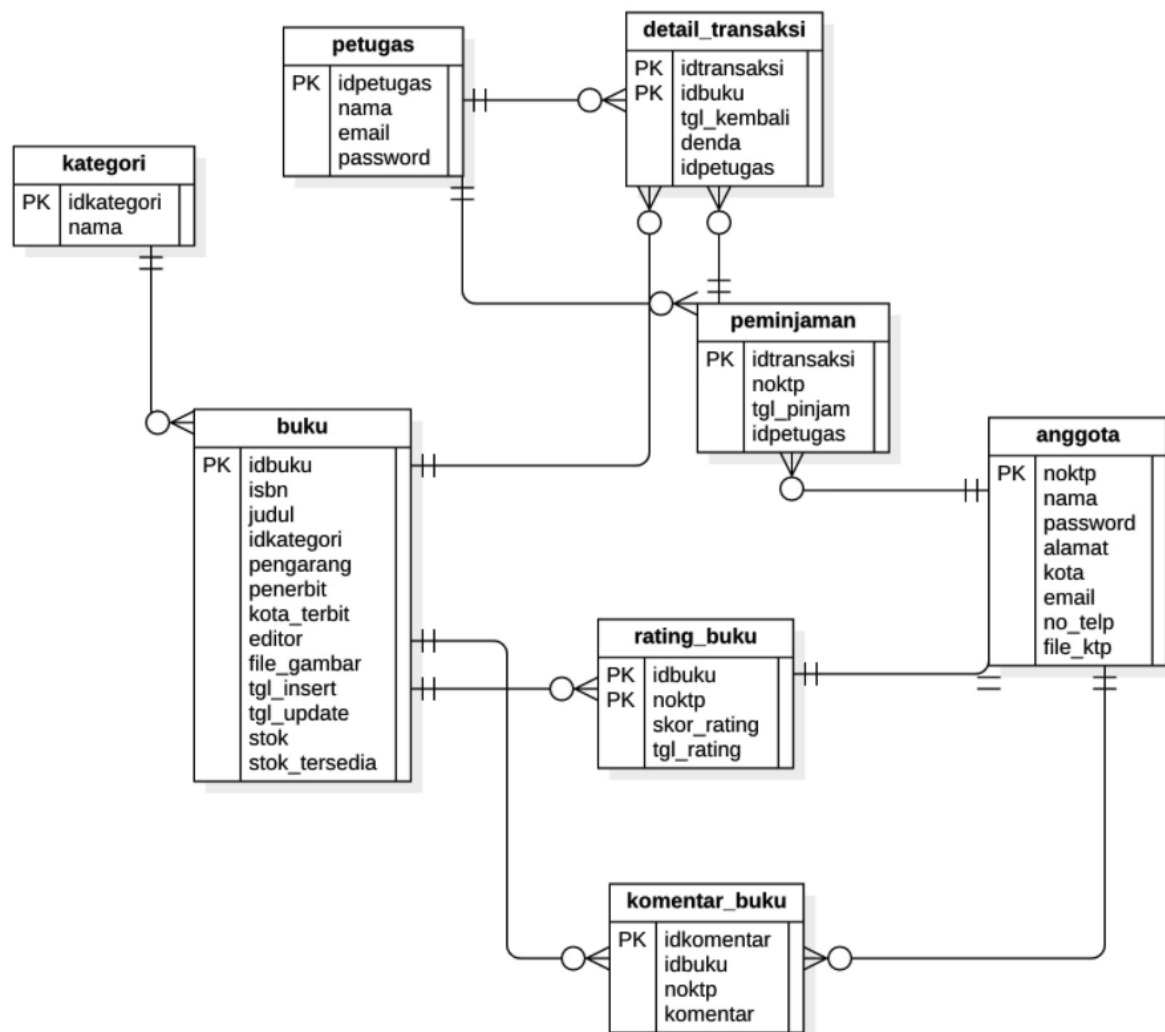 petugas
PK idpetugas
nama
email
password
detail_transaksi
PK idtransaksi
PK idbuku
tgl_kembali
denda
idpetugas
kategori
PK idkategori
nama
peminjaman
PK idtransaksi
noktp
tgl_pinjam
idpetugas
buku
PK idbuku
isbn
judul
idkategori
pengarang
penerbit
kota_terbit
editor
file_gambar
tgl_insert
tgl_update
stok
stok_tersedia
anggota
PK noktp
nama
password
alamat
kota
email
no_telp
file_ktp
rating_buku
PK idbuku
PK noktp
skor_rating
tgl_rating
komentar_buku
PK idkomentar
idbuku
noktp
komentar